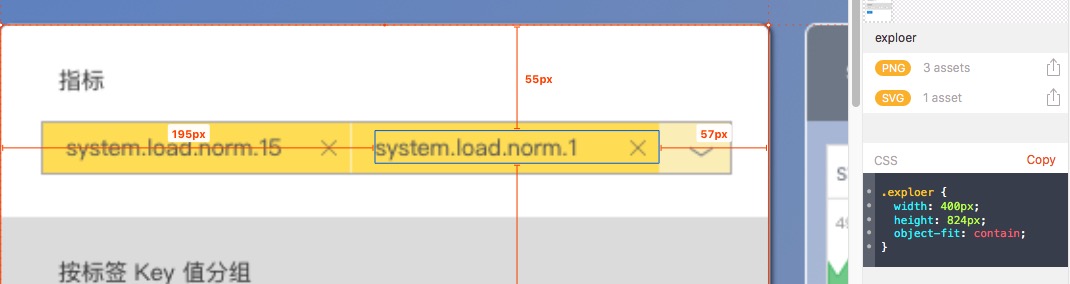 指标
55px
195px
57px
system.load.norm.15
system.load.norm.1
按标签 Key 值分组
exploer
PNG 3 assets
SVG 1 asset
CSS Copy
.exploer {
width: 400px;
height: 824px;
object-fit: contain;
}